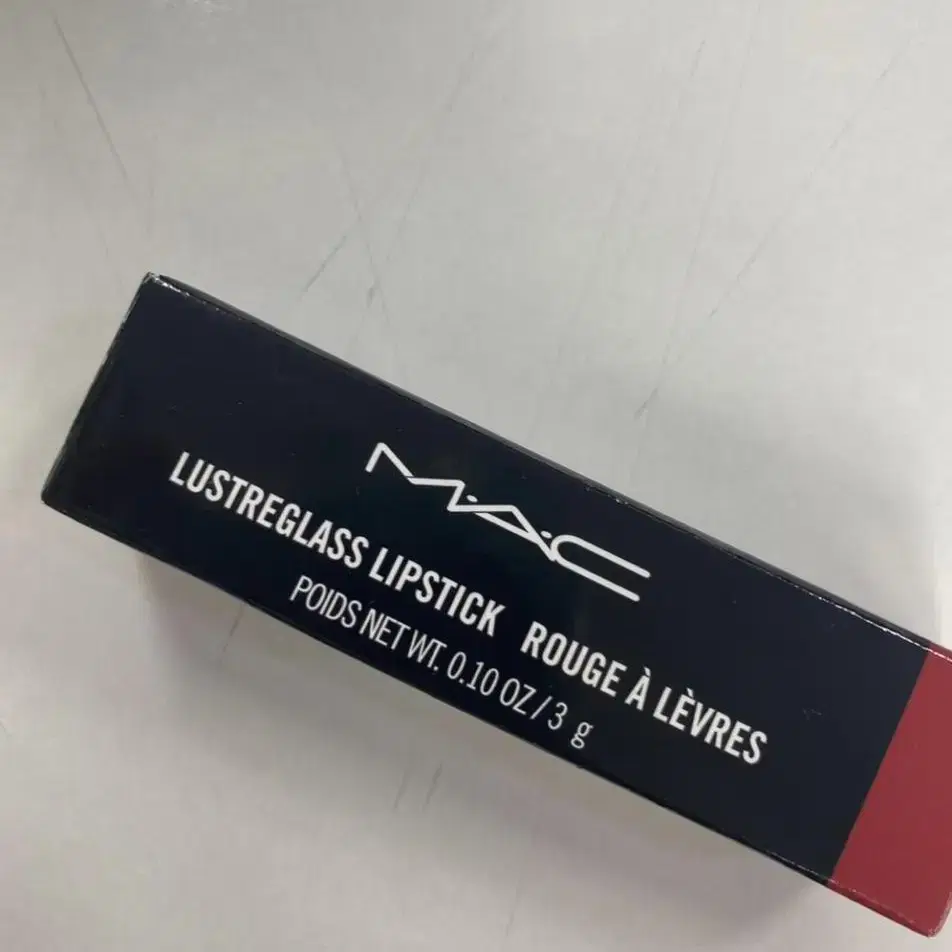 M·A·C
LUSTREGLASS LIPSTICK ROUGE À LÈVRES
POIDS NET WT. 0.10 OZ/3 g